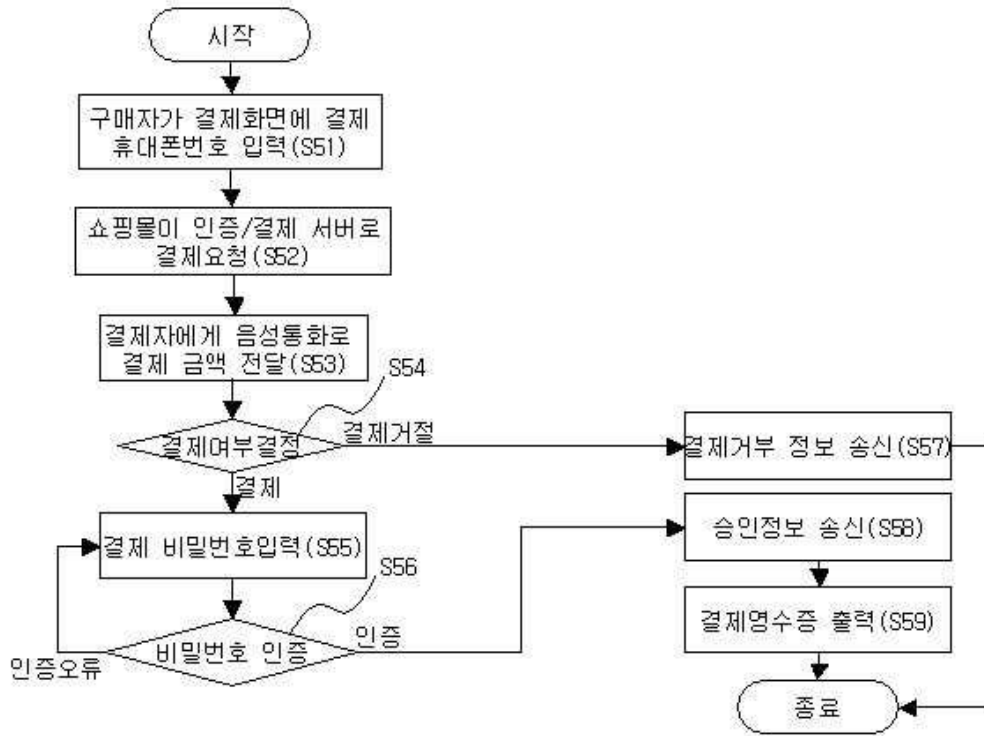 시작
구매자가 결제화면에 결제
휴대폰번호 입력(S51)
쇼핑몰이 인증/결제 서버로
결제요청(S52)
결제자에게 음성통화로
결제 금액 전달(S53)
S54
결제여부결정
결제거절
결제거부 정보 송신(S57)
결제
결제 비밀번호입력(S55)
승인정보 송신(S58)
S56
비밀번호 인증
인증
인증오류
결제영수증 출력(S59)
종료